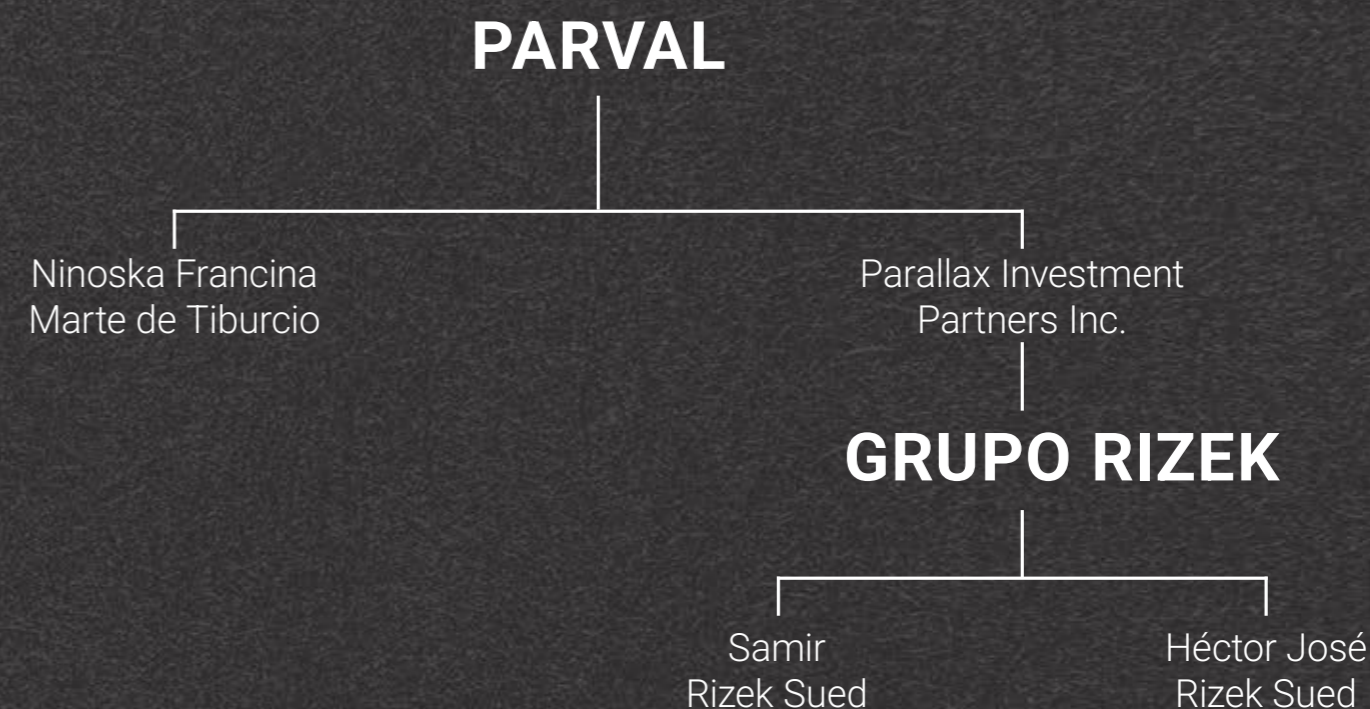 PARVAL
Ninoska Francina
Marte de Tiburcio
Parallax Investment
Partners Inc.
GRUPO RIZEK
Samir
Rizek Sued
Héctor José
Rizek Sued